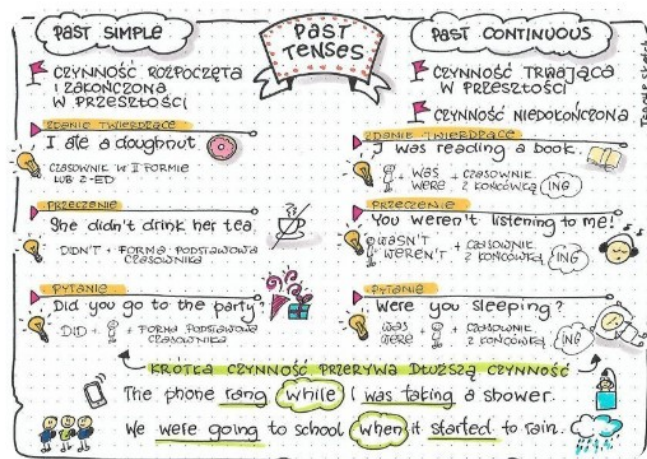 PAST SIMPLE
CZYNNOŚĆ ROZPOCZĘTA
I ZAKOŃCZONA
W PRZESZŁOŚCI
ZDANIE TWIERDZĄCE
I ate a doughnut
CZASOWNIK W II FORMIE
LUB Z -ED
PRZECZENIE
She didn't drink her tea
DIDN'T + FORMA PODSTAWOWA
CZASOWNIKA
PYTANIE
Did you go to the party?
DID + + FORMA PODSTAWOWA
CZASOWNIKA
PAST
TENSES
PAST CONTINUOUS
CZYNNOŚĆ TRWAJĄCA
W PRZESZŁOŚCI
CZYNNOŚĆ NIEDOKOŃCZONA
ZDANIE TWIERDZĄCE
I was reading a book.
+ WAS + CZASOWNIK
WERE Z KOŃCÓWKĄ ING
PRZECZENIE
You weren't listening to me!
WASN'T + CZASOWNIK
WEREN'T Z KOŃCÓWKĄ ING
PYTANIE
Were you sleeping?
WAS + + CZASOWNIK
WERE Z KOŃCÓWKĄ ING
KRÓTKA CZYNNOŚĆ PRZERYWA DŁUŻSZĄ CZYNNOŚĆ
The phone rang while I was taking a shower.
We were going to school when it started to rain.